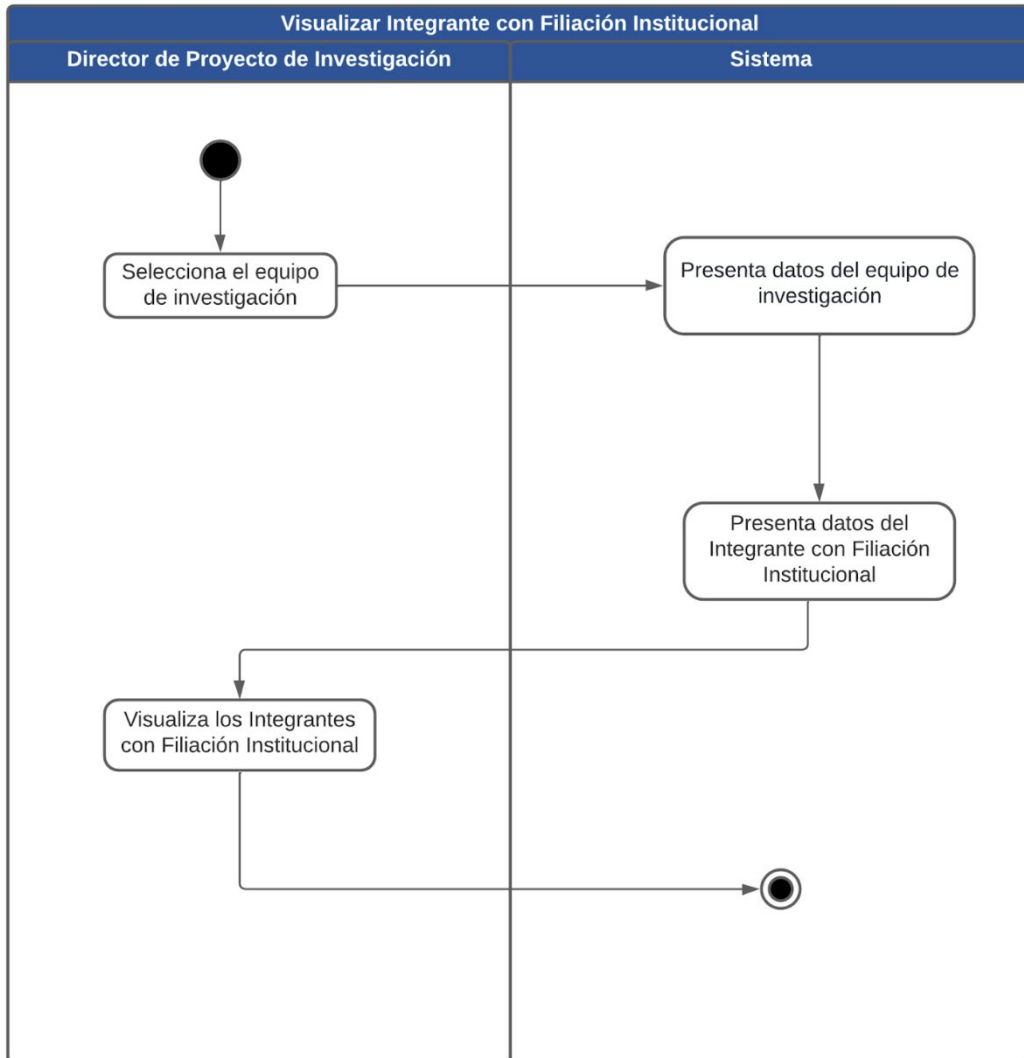 Visualizar Integrante con Filiación Institucional
Director de Proyecto de Investigación
Sistema
Selecciona el equipo
de investigación
Presenta datos del equipo de
investigación
Presenta datos del
Integrante con Filiación
Institucional
Visualiza los Integrantes
con Filiación Institucional